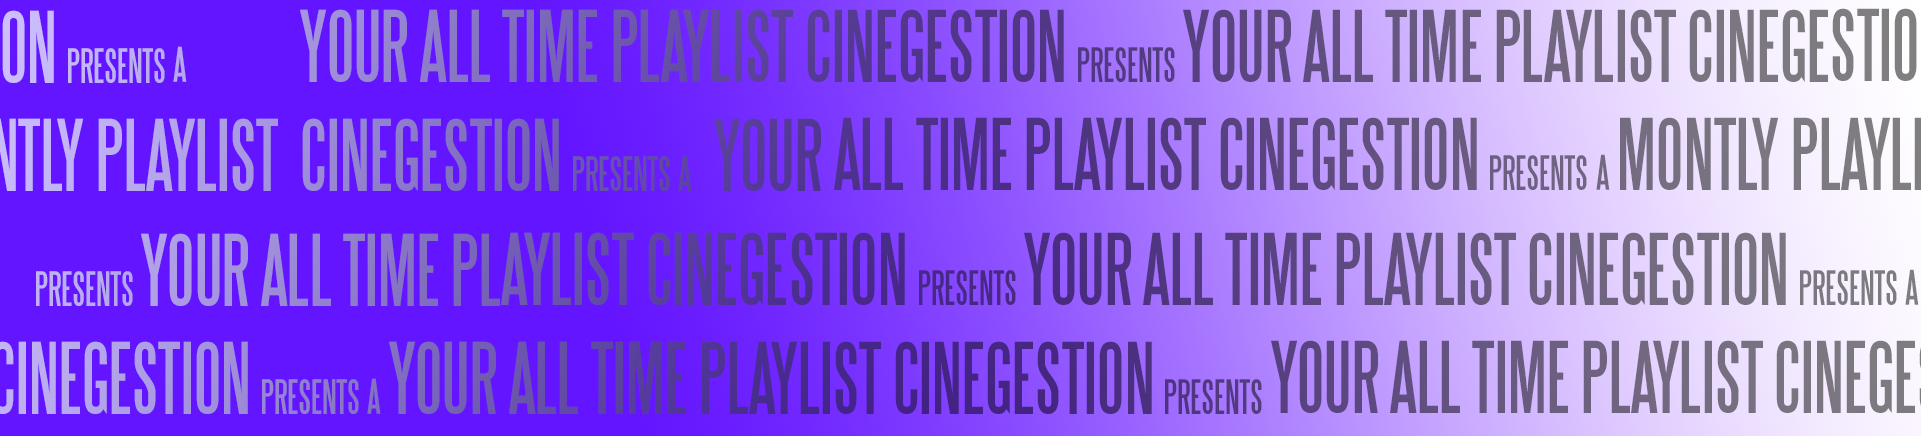 ON PRESENTS A YOUR ALL TIME PLAYLIST CINEGESTION PRESENTS YOUR ALL TIME PLAYLIST CINEGESTIO
NTLY PLAYLIST CINEGESTION PRESENTS A YOUR ALL TIME PLAYLIST CINEGESTION PRESENTS A MONTLY PLAYLI
PRESENTS YOUR ALL TIME PLAYLIST CINEGESTION PRESENTS YOUR ALL TIME PLAYLIST CINEGESTION PRESENTS A
CINEGESTION PRESENTS A YOUR ALL TIME PLAYLIST CINEGESTION PRESENTS YOUR ALL TIME PLAYLIST CINEGES